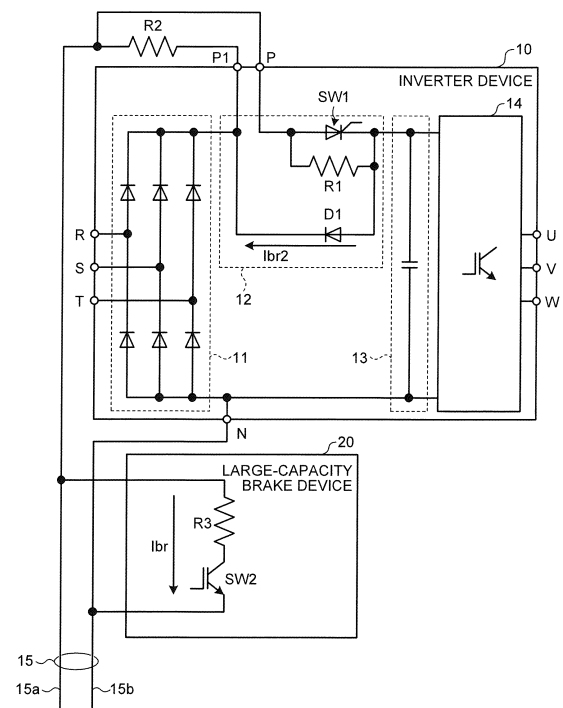 R2
P1
P
10
INVERTER DEVICE
SW1
14
R1
D1
R
S
T
Ibr2
U
V
W
12
11
13
N
20
LARGE-CAPACITY
BRAKE DEVICE
R3
Ibr
SW2
15
15a
15b